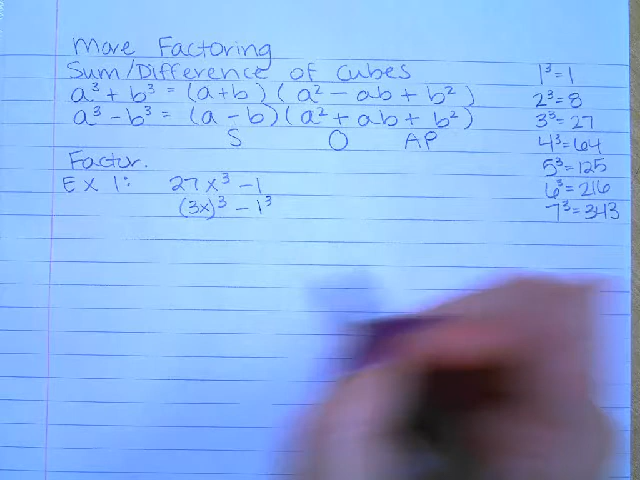 More Factoring
Sum/Difference of Cubes
a³ + b³ = (a + b)(a² - ab + b²)
a³ - b³ = (a - b)(a² + ab + b²)
S O AP
Factor.
Ex 1: 27x³ - 1
(3x)³ - 1³
1³ = 1
2³ = 8
3³ = 27
4³ = 64
5³ = 125
6³ = 216
7³ = 343